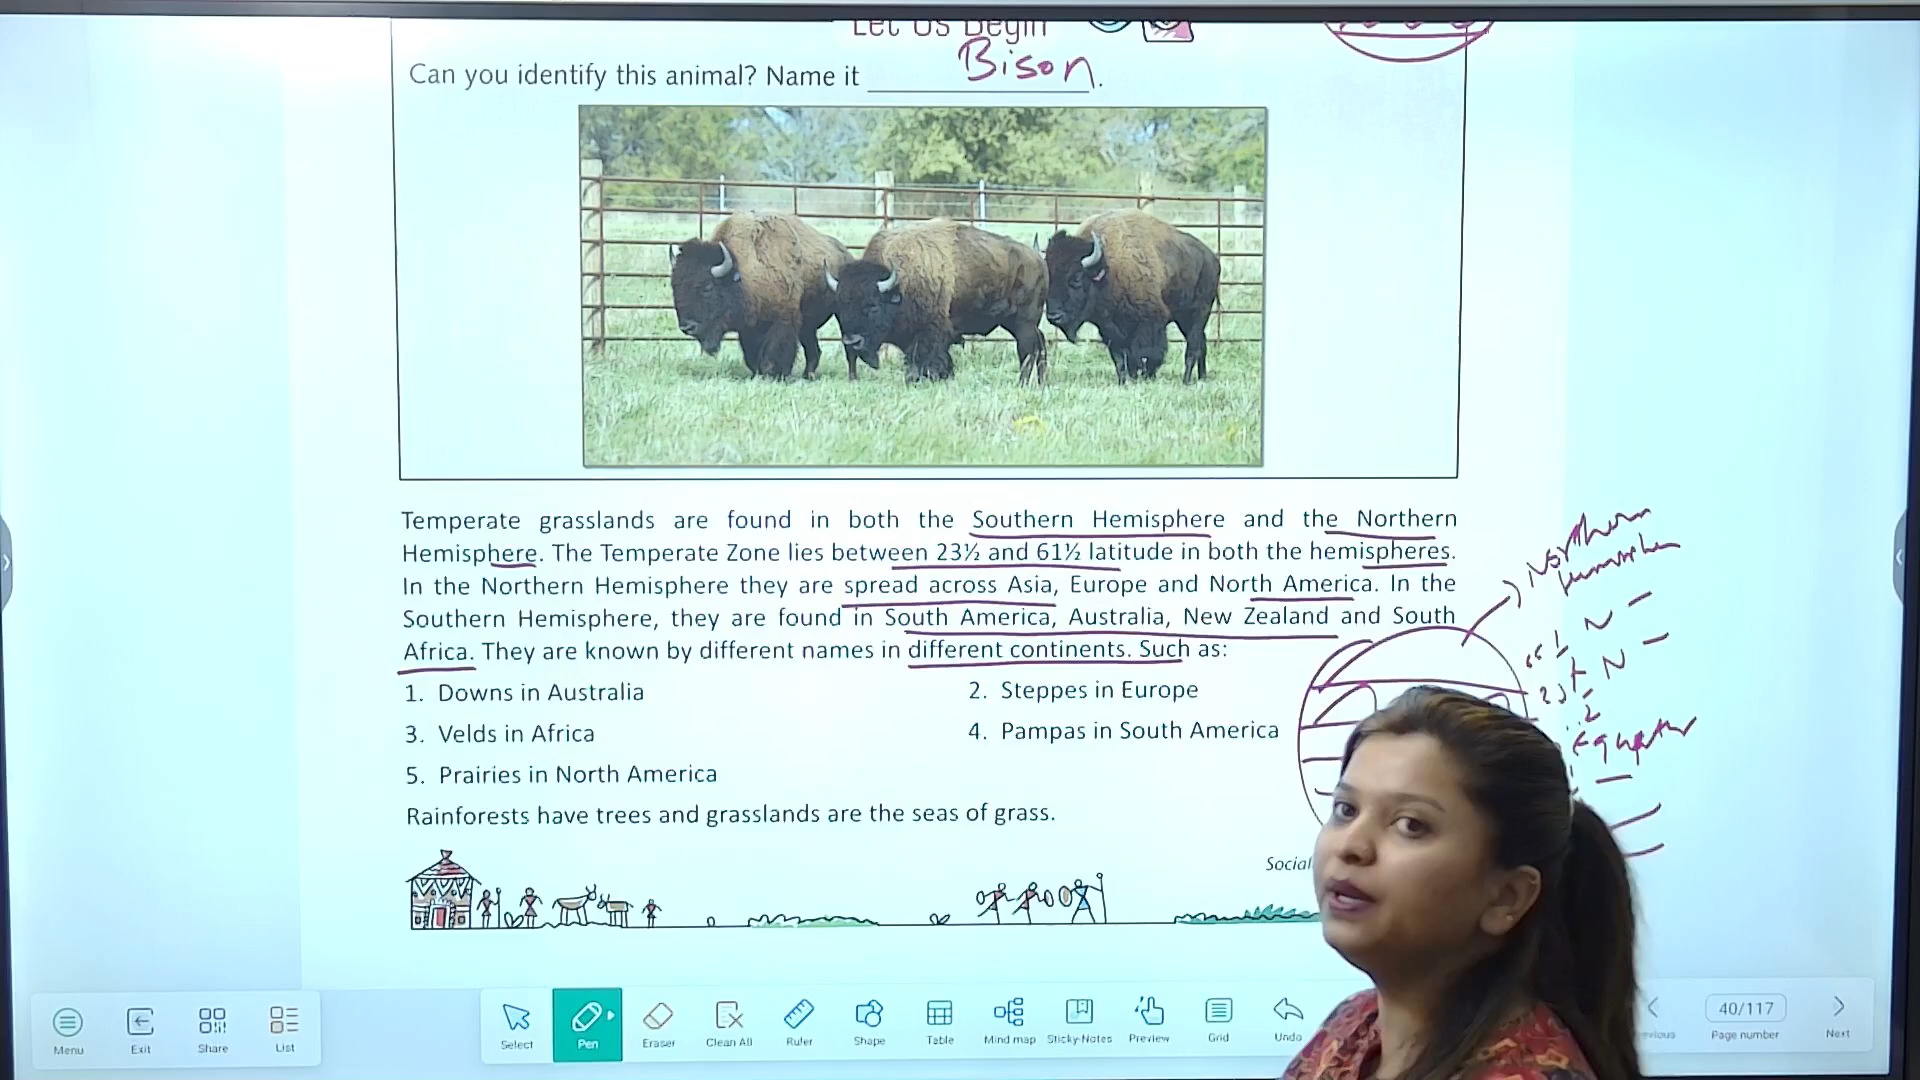 Let Us Begin
Bison
Can you identify this animal? Name it ____________.
Temperate grasslands are found in both the Southern Hemisphere and the Northern
Hemisphere. The Temperate Zone lies between 23½ and 61½ latitude in both the hemispheres.
In the Northern Hemisphere they are spread across Asia, Europe and North America. In the
Southern Hemisphere, they are found in South America, Australia, New Zealand and South
Africa. They are known by different names in different continents. Such as:
1. Downs in Australia
2. Steppes in Europe
3. Velds in Africa
4. Pampas in South America
5. Prairies in North America
Rainforests have trees and grasslands are the seas of grass.
Northern
N
N
Equator
Social
Menu
Exit
Share
List
Select
Pen
Eraser
Clean All
Ruler
Shape
Table
Mind map
Sticky-Notes
Preview
Grid
Undo
40/117
Page number
Next